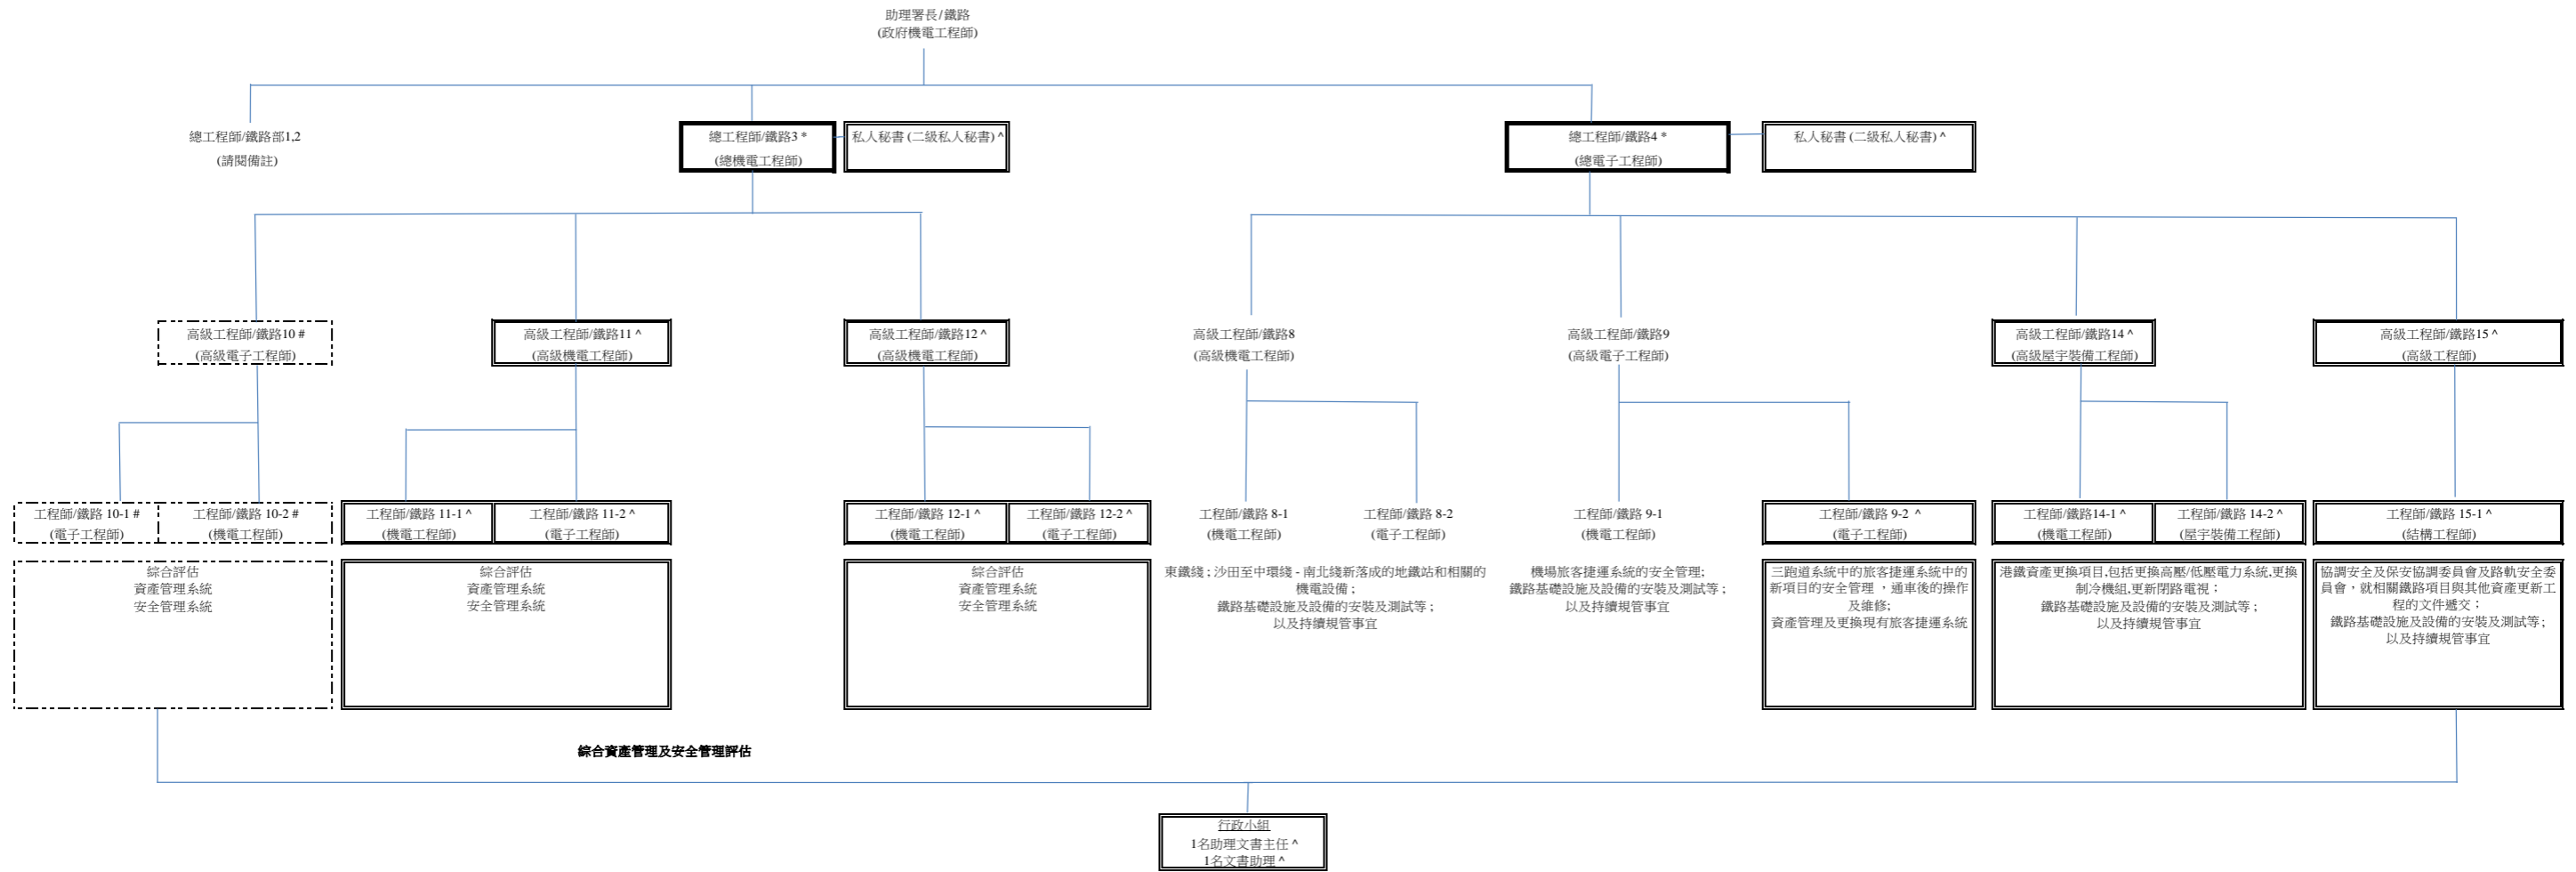 助理署長/鐵路
(政府機電工程師)
總工程師/鐵路部1,2
(請閱備註)
總工程師/鐵路3 *
(總機電工程師)
私人秘書 (二級私人秘書) ^
總工程師/鐵路4 *
(總電子工程師)
私人秘書 (二級私人秘書) ^
高級工程師/鐵路10 #
(高級電子工程師)
高級工程師/鐵路11 ^
(高級機電工程師)
高級工程師/鐵路12 ^
(高級機電工程師)
高級工程師/鐵路8
(高級機電工程師)
高級工程師/鐵路9
(高級電子工程師)
高級工程師/鐵路14 ^
(高級屋宇裝備工程師)
高級工程師/鐵路15 ^
(高級工程師)
工程師/鐵路 10-1 #
(電子工程師)
工程師/鐵路 10-2 #
(機電工程師)
工程師/鐵路 11-1 ^
(機電工程師)
工程師/鐵路 11-2 ^
(電子工程師)
工程師/鐵路 12-1 ^
(機電工程師)
工程師/鐵路 12-2 ^
(電子工程師)
工程師/鐵路 8-1
(機電工程師)
工程師/鐵路 8-2
(電子工程師)
工程師/鐵路 9-1
(機電工程師)
工程師/鐵路 9-2 ^
(電子工程師)
工程師/鐵路14-1 ^
(機電工程師)
工程師/鐵路 14-2 ^
(屋宇裝備工程師)
工程師/鐵路 15-1 ^
(結構工程師)
綜合評估
資產管理系統
安全管理系統
綜合評估
資產管理系統
安全管理系統
綜合評估
資產管理系統
安全管理系統
東鐵綫 ; 沙田至中環綫 - 南北綫新落成的地鐵站和相關的
機電設備 ;
鐵路基礎設施及設備的安裝及測試等 ;
以及持續規管事宜
機場旅客捷運系統的安全管理;
鐵路基礎設施及設備的安裝及測試等 ;
以及持續規管事宜
三跑道系統中的旅客捷運系統中的
新項目的安全管理 ，通車後的操作
及維修;
資產管理及更換現有旅客捷運系統
港鐵資產更換項目,包括更換高壓/低壓電力系統,更換
制冷機組,更新閉路電視；
鐵路基礎設施及設備的安裝及測試等 ;
以及持續規管事宜
協調安全及保安協調委員會及路軌安全委
員會，就相關鐵路項目與其他資產更新工
程的文件遞交；
鐵路基礎設施及設備的安裝及測試等 ;
以及持續規管事宜
綜合資產管理及安全管理評估
行政小組
1名助理文書主任 ^
1名文書助理 ^